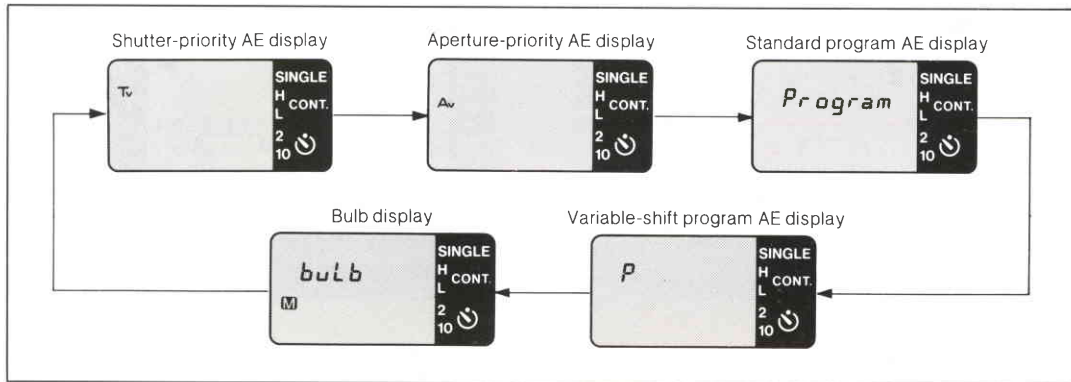 Shutter-priority AE display
Tv
SINGLE
H
CONT.
L
2
10
Aperture-priority AE display
Av
SINGLE
H
CONT.
L
2
10
Standard program AE display
Program
SINGLE
H
CONT.
L
2
10
Bulb display
buLb
M
SINGLE
H
CONT.
L
2
10
Variable-shift program AE display
P
SINGLE
H
CONT.
L
2
10